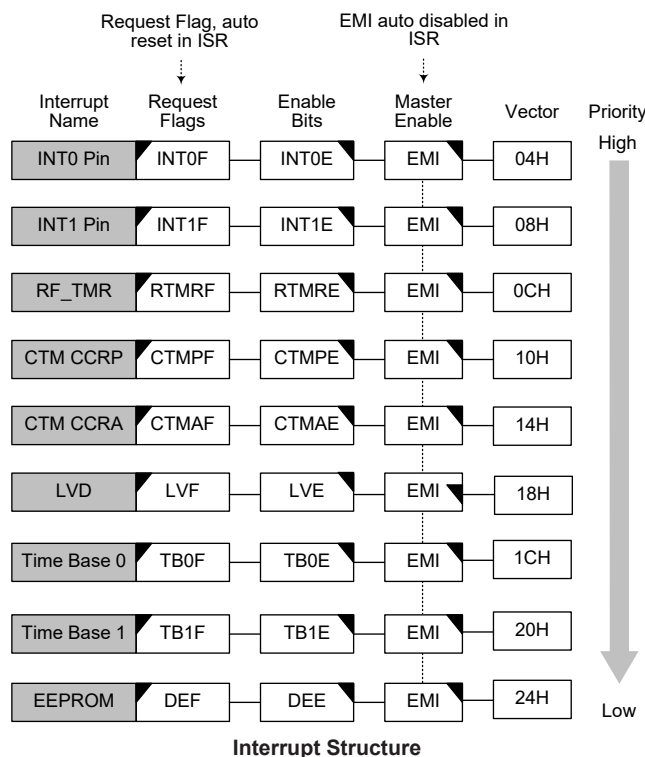 Request Flag, auto
reset in ISR
EMI auto disabled in
ISR
Interrupt
Name
Request
Flags
Enable
Bits
Master
Enable
Vector
Priority
High
INT0 Pin INT0F INT0E EMI 04H
INT1 Pin INT1F INT1E EMI 08H
RF_TMR RTMRF RTMRE EMI 0CH
CTM CCRP CTMPF CTMPE EMI 10H
CTM CCRA CTMAF CTMAE EMI 14H
LVD LVF LVE EMI 18H
Time Base 0 TB0F TB0E EMI 1CH
Time Base 1 TB1F TB1E EMI 20H
EEPROM DEF DEE EMI 24H
Low
Interrupt Structure